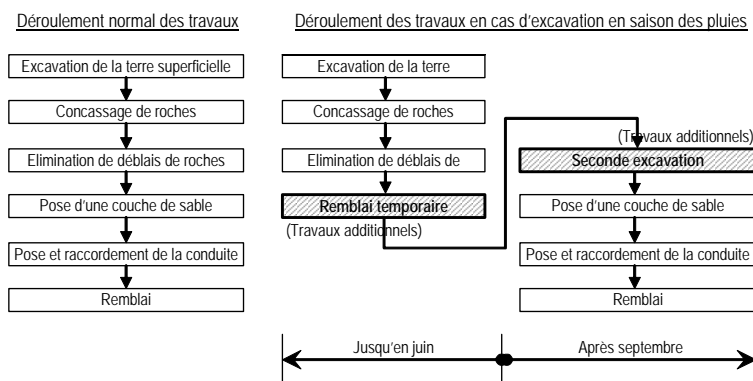 Déroulement normal des travaux
Excavation de la terre superficielle
Concassage de roches
Elimination de déblais de roches
Pose d'une couche de sable
Pose et raccordement de la conduite
Remblai
Déroulement des travaux en cas d'excavation en saison des pluies
Excavation de la terre
Concassage de roches
Elimination de déblais de
Remblai temporaire
(Travaux additionnels)
(Travaux additionnels)
Seconde excavation
Pose d'une couche de sable
Pose et raccordement de la conduite
Remblai
Jusqu'en juin
Après septembre